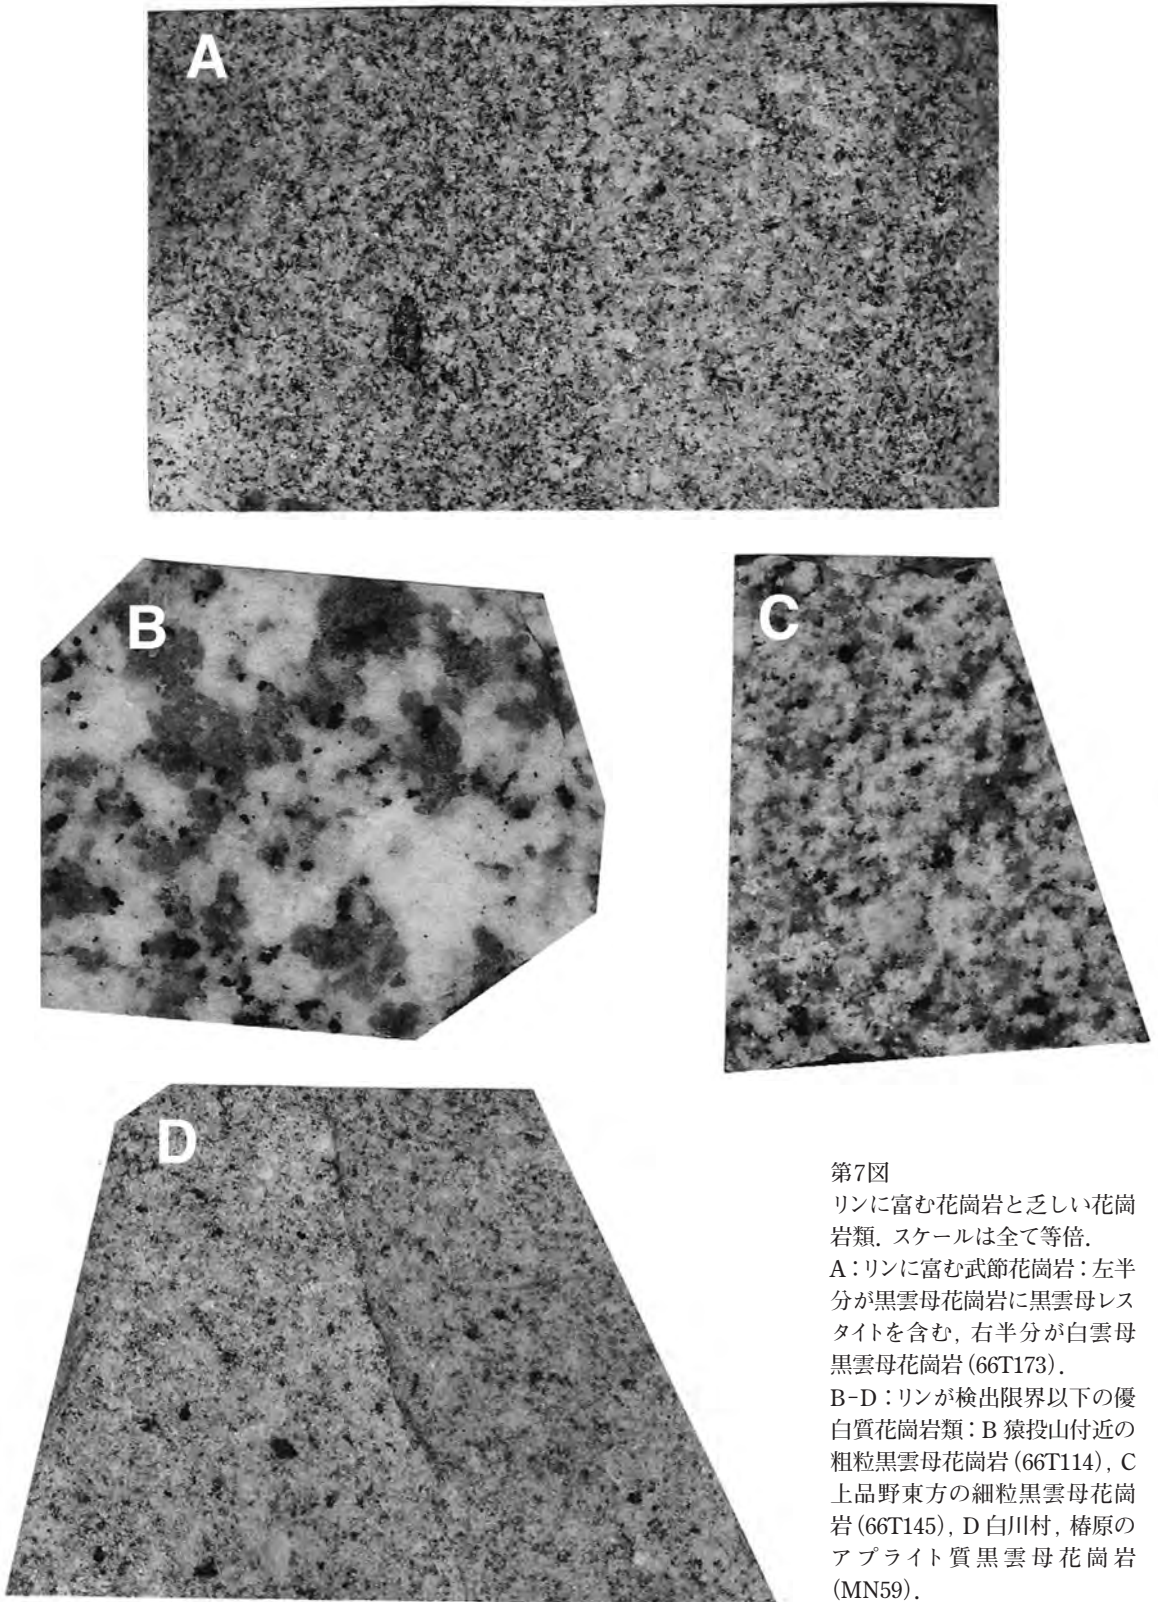 A
B
C
D
第7図
リンに富む花崗岩と乏しい花崗
岩類．スケールは全て等倍．
A：リンに富む武節花崗岩：左半
分が黒雲母花崗岩に黒雲母レス
タイトを含む，右半分が白雲母
黒雲母花崗岩（66T173）．
B-D：リンが検出限界以下の優
白質花崗岩類：B 猿投山付近の
粗粒黒雲母花崗岩（66T114），C
上品野東方の細粒黒雲母花崗
岩（66T145），D 白川村，椿原の
アプライト質黒雲母花崗岩
（MN59）．